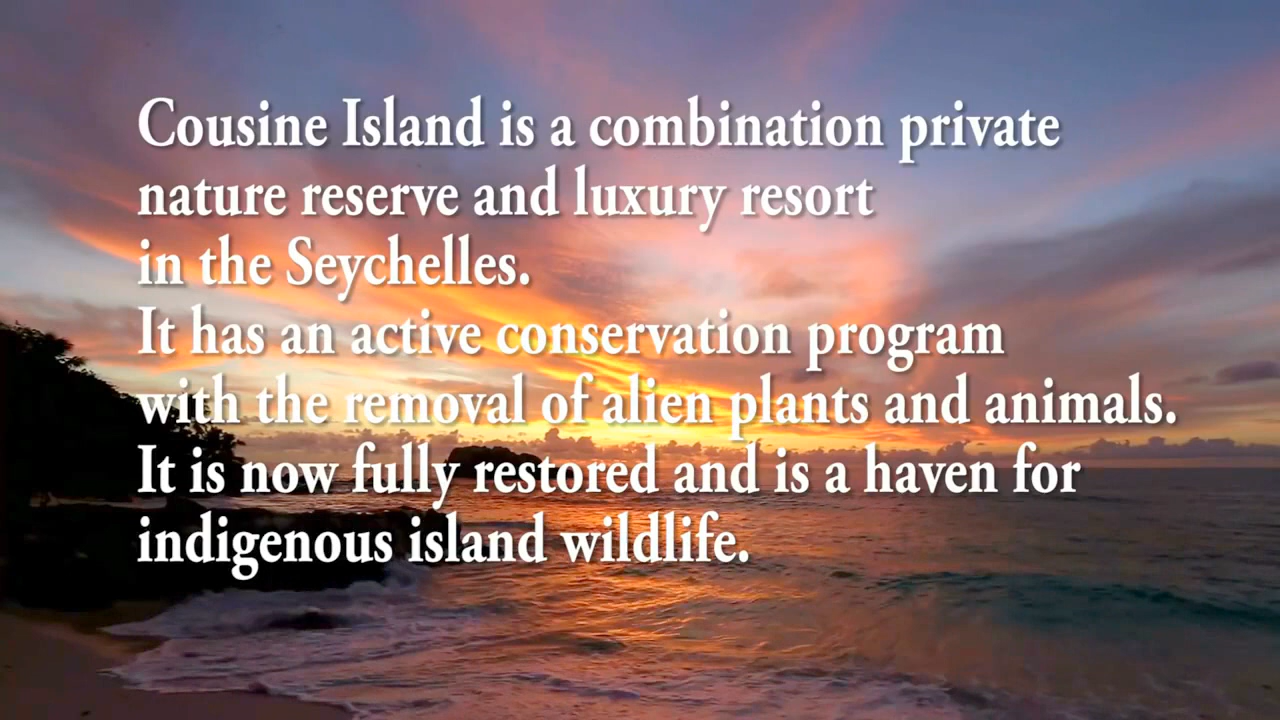 Cousine Island is a combination private
nature reserve and luxury resort
in the Seychelles.
It has an active conservation program
with the removal of alien plants and animals.
It is now fully restored and is a haven for
indigenous island wildlife.